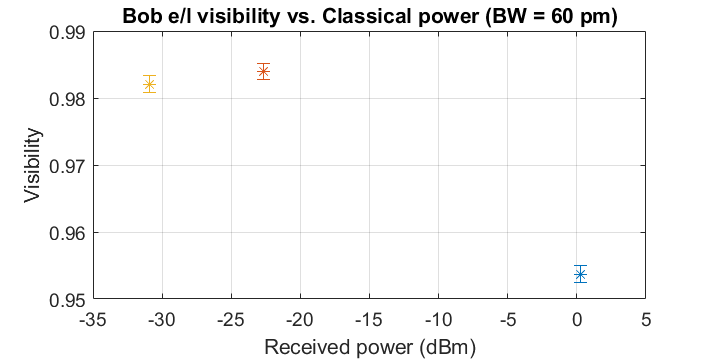 Bob e/l visibility vs. Classical power (BW = 60 pm)
0.99
0.98
0.97
0.96
0.95
Visibility
-35 -30 -25 -20 -15 -10 -5 0 5
Received power (dBm)